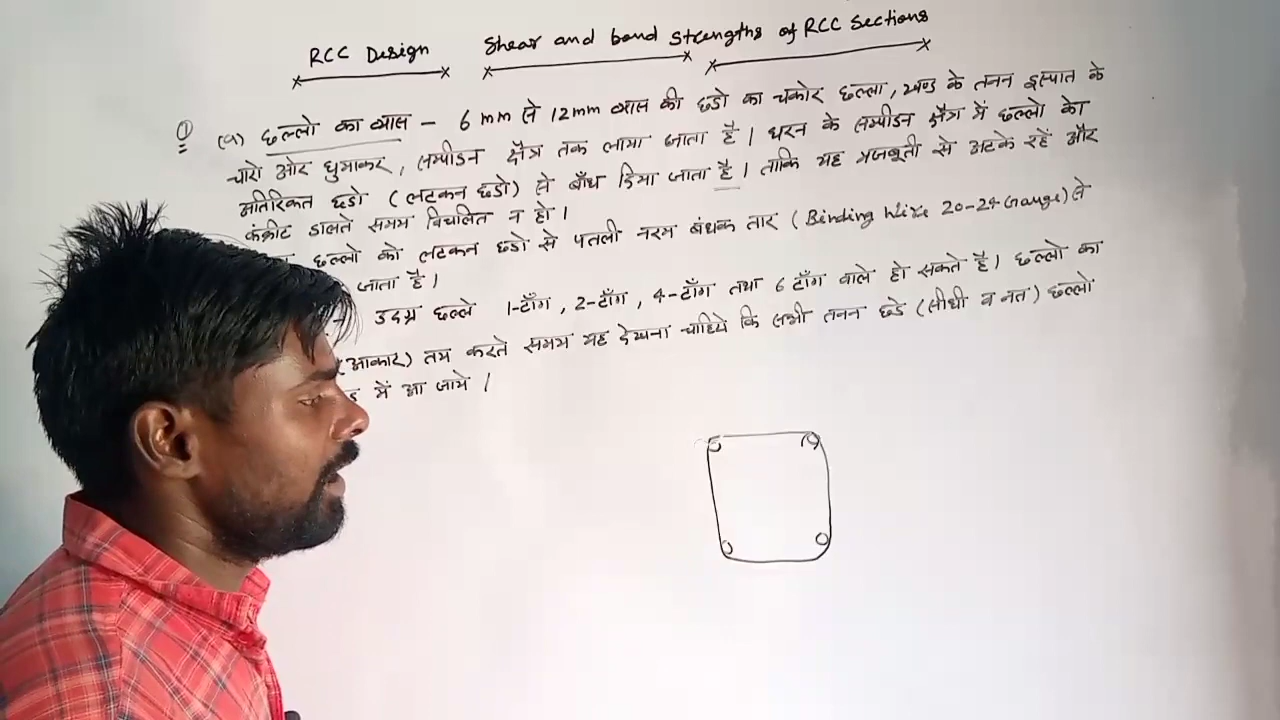 RCC Design Shear and bond Strengths of RCC Sections
① (a) छल्लो का व्यास – 6 mm से 12mm व्यास की छडो का चकोर छल्ला, खण्ड के तनन इस्पात के
चारो ओर घुमाकर, सम्पीडन क्षैत्र तक लाया जाता है। धरन के सम्पीडन क्षैत्र में छल्लो को
अतिरिक्त छडो (लटकन छडो) से बाँध दिया जाता है। ताकि यह मजबूती से अटके रहें और
कंक्रीट डालते समय विचलित न हो।
छल्लो को लटकन छडो से पतली नरम बंधक तार (Binding Wire 20-24 Gauge) से
जाता है।
उदग्र छल्ले 1-टाँग, 2-टाँग, 4-टाँग तथा 6 टाँग वाले हो सकते है। छल्लो का
(आकार) तय करते समय यह देखना चाहिये कि सभी तनन छडे (सीधी व नत) छल्लो
में आ जाये।